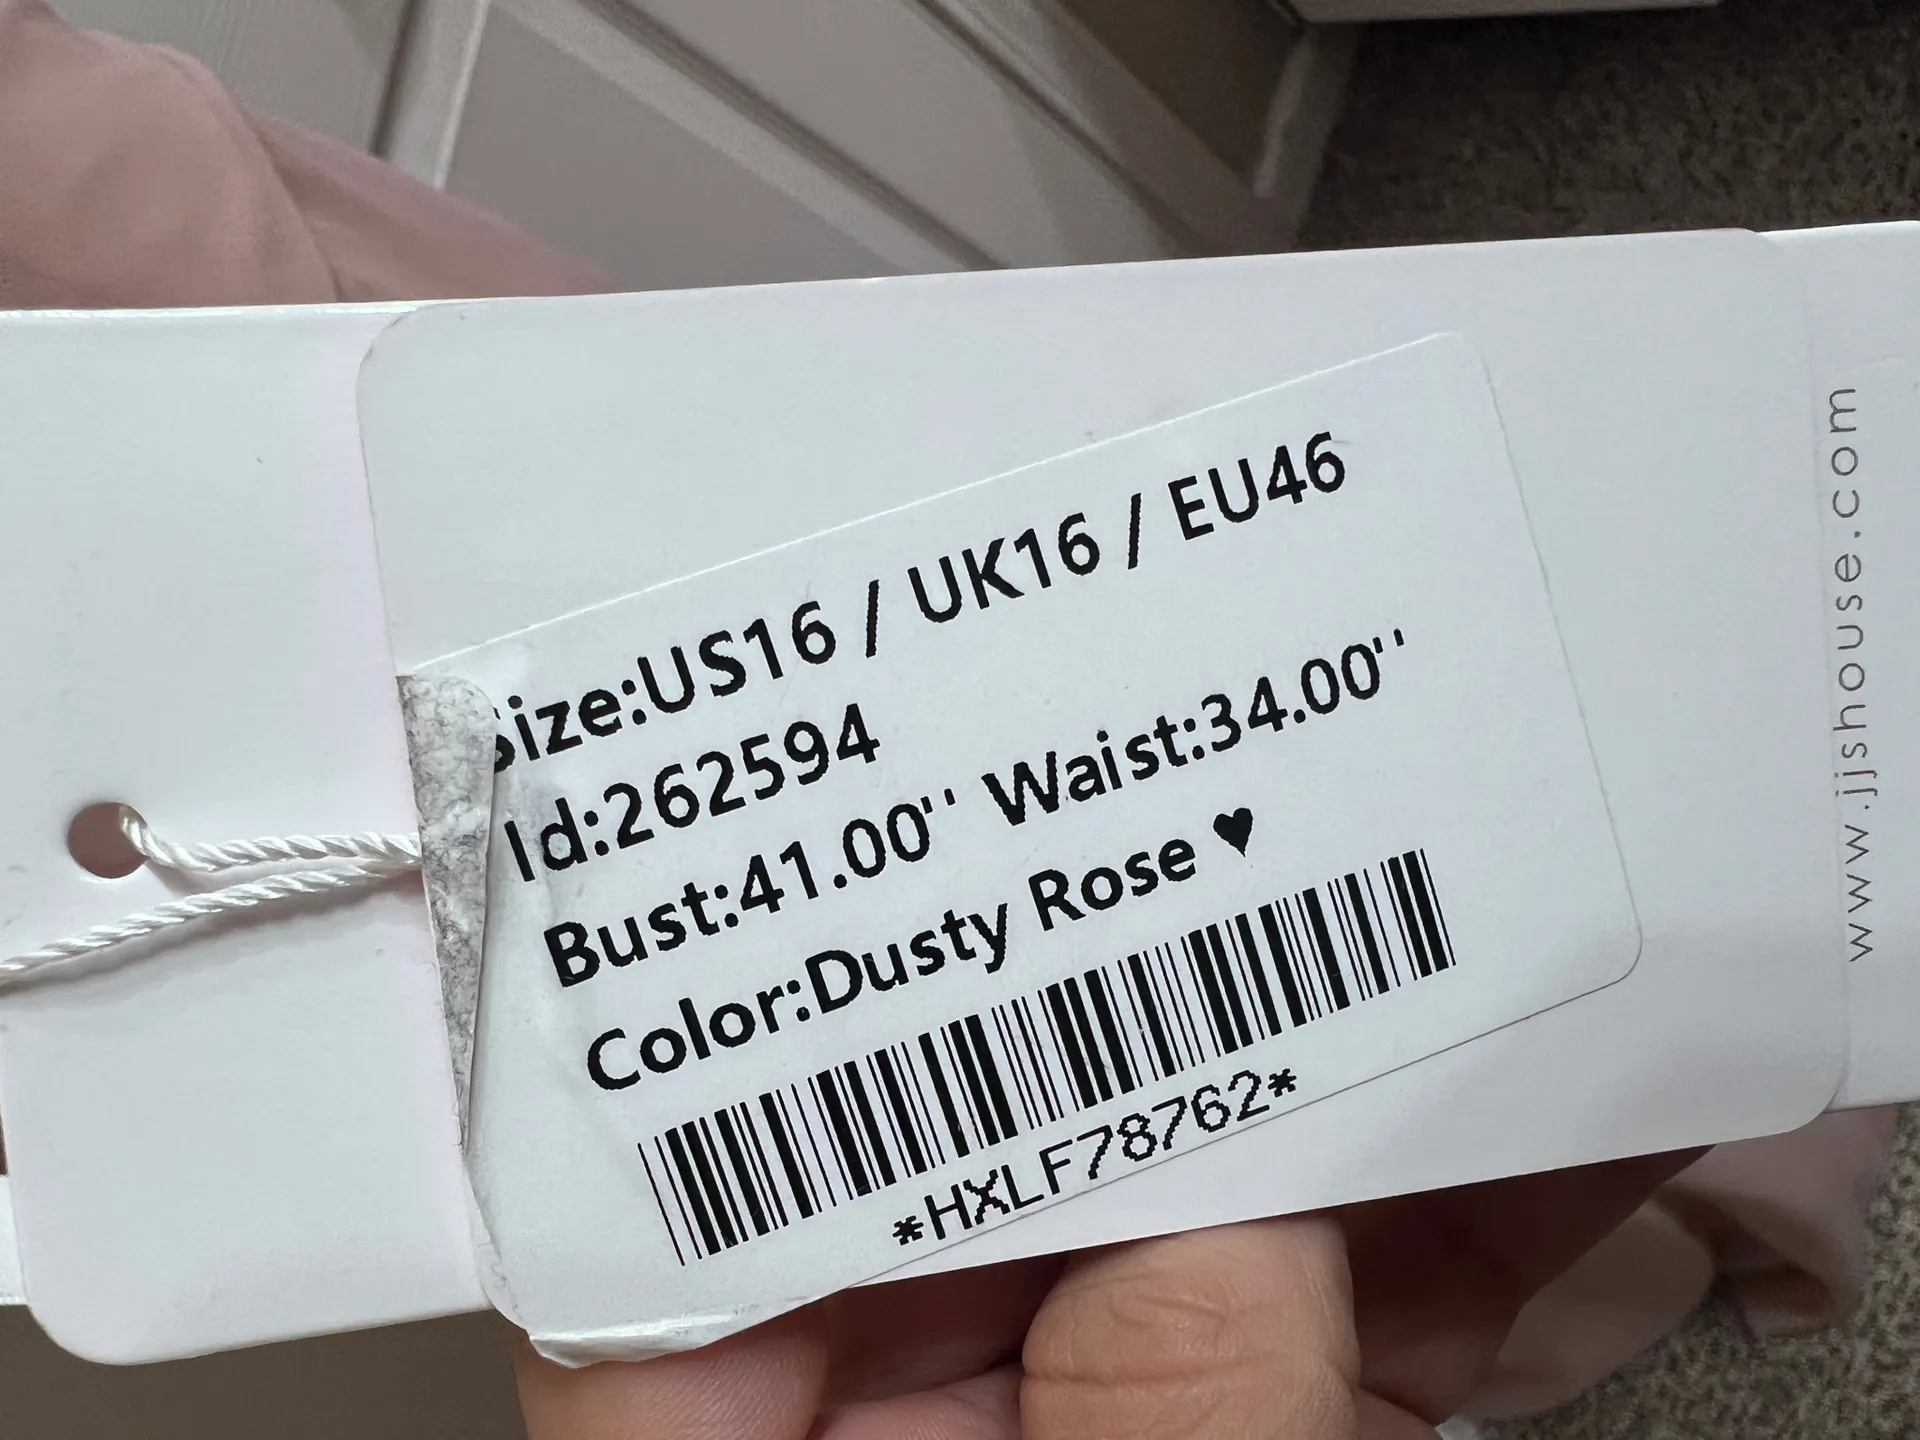 Size:US16 / UK16 / EU46
Id:262594
Bust:41.00'' Waist:34.00''
Color:Dusty Rose ♥
*HXLF78762*
www.jjshouse.com